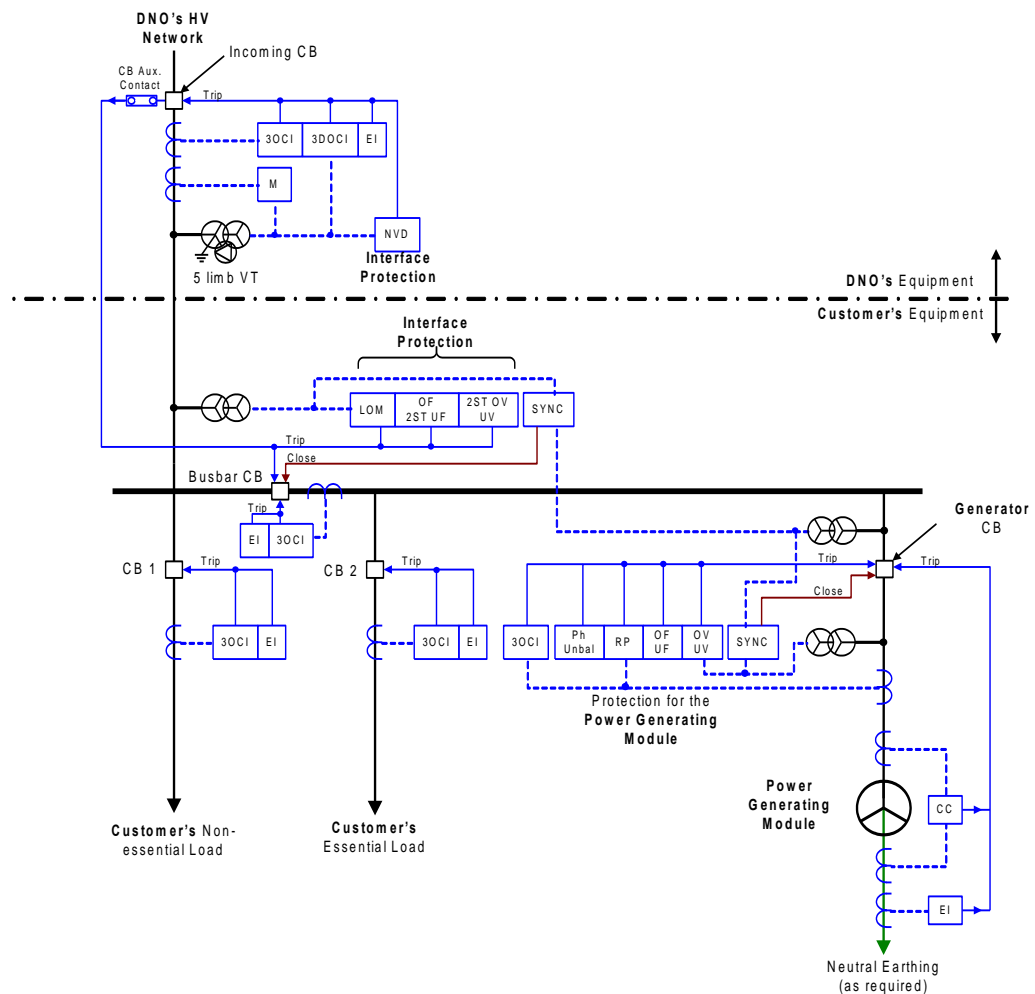 DNO's HV
Network
Incoming CB
CB Aux.
Contact
Trip
3OCI
3DOCI
EI
M
NVD
Interface
Protection
5 limb VT
DNO's Equipment
Customer's Equipment
Interface
Protection
LOM
OF
2ST UF
2ST OV
UV
SYNC
Trip
Close
Busbar CB
Trip
EI
3OCI
Generator
CB
CB 1
Trip
CB 2
Trip
Trip
Trip
Close
3OCI
EI
3OCI
EI
3OCI
Ph
Unbal
RP
OF
UF
OV
UV
SYNC
Protection for the
Power Generating
Module
Power
Generating
Module
CC
Customer's Non-
essential Load
Customer's
Essential Load
EI
Neutral Earthing
(as required)